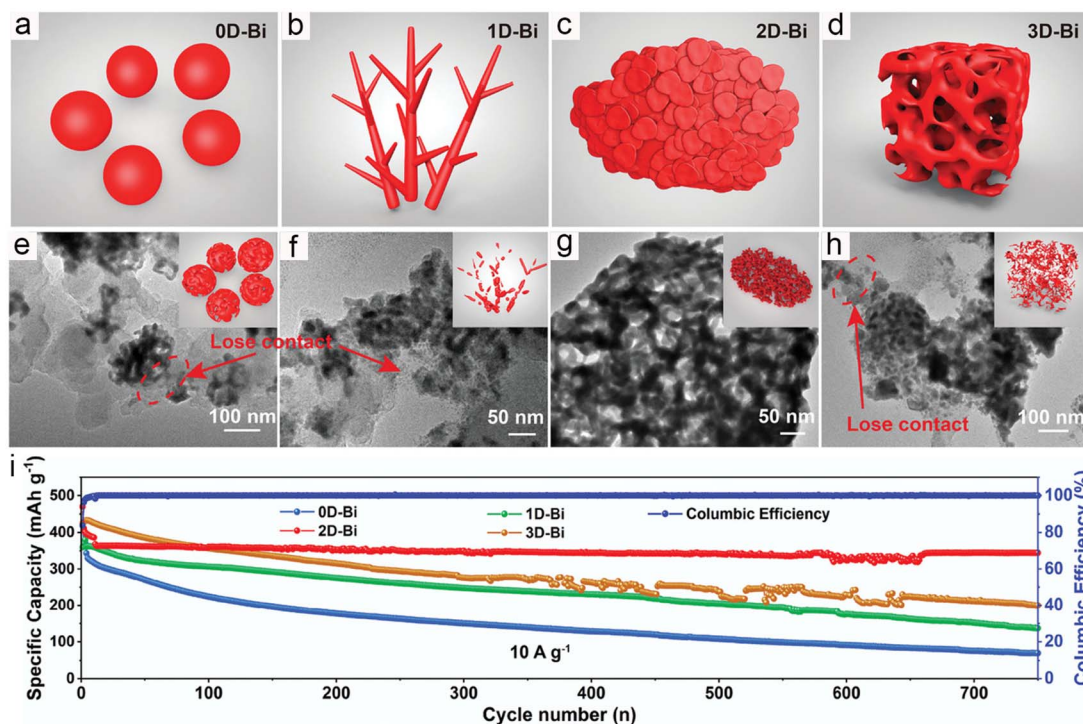 a
0D-Bi
b
1D-Bi
c
2D-Bi
d
3D-Bi
e
f
g
h
Lose contact
Lose contact
100 nm
50 nm
50 nm
100 nm
i
Specific Capacity (mAh g⁻¹)
500
400
300
200
100
0
0D-Bi
1D-Bi
Columbic Efficiency
2D-Bi
3D-Bi
10 A g⁻¹
100
80
60
40
20
0
Columbic Efficiency (%)
0
100
200
300
400
500
600
700
Cycle number (n)